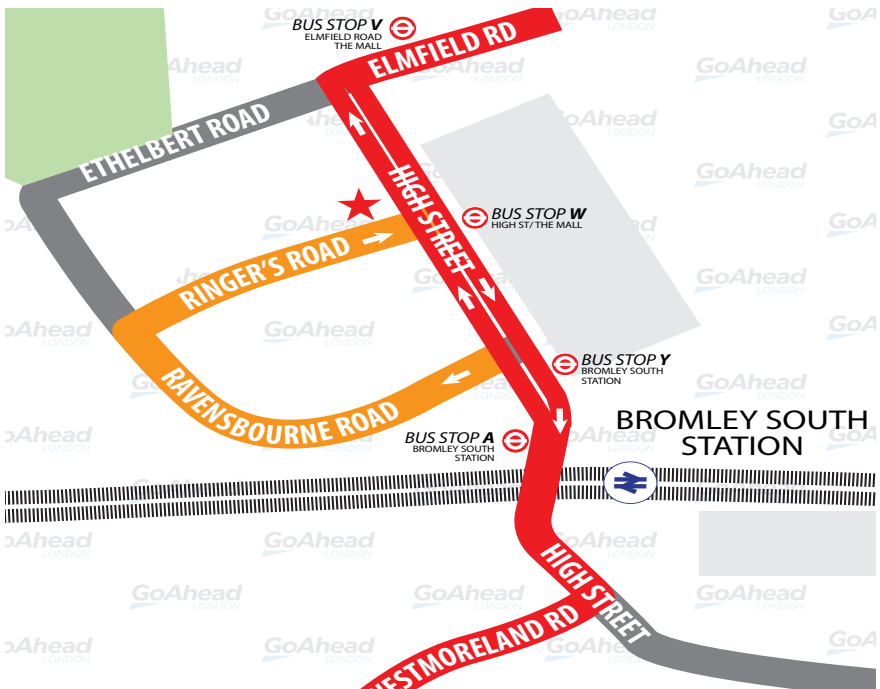 BUS STOP V
ELMFIELD ROAD
THE MALL
ELMFIELD RD
ETHELBERT ROAD
HIGH STREET
BUS STOP W
HIGH ST/ THE MALL
RINGER'S ROAD
BUS STOP Y
BROMLEY SOUTH
STATION
RAVENSBOURNE ROAD
BUS STOP A
BROMLEY SOUTH
STATION
BROMLEY SOUTH
STATION
HIGH STREET
WESTMORELAND RD
GoAhead
LONDON